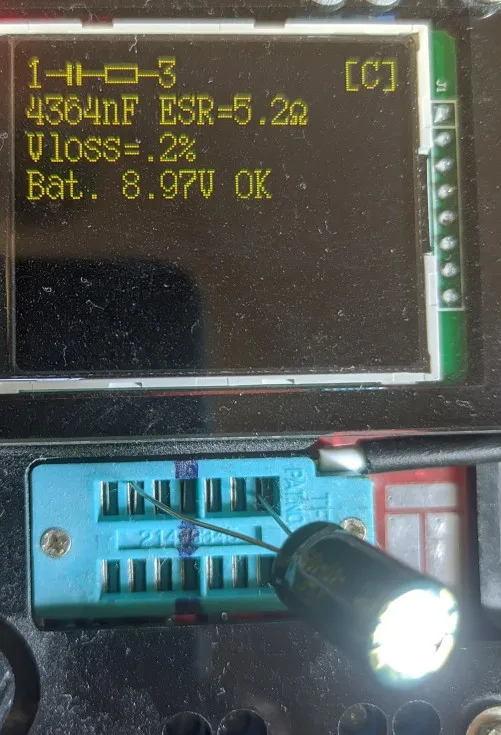 1 3 [C]
4364nF ESR=5.2Ω
Vloss=.2%
Bat. 8.97V OK